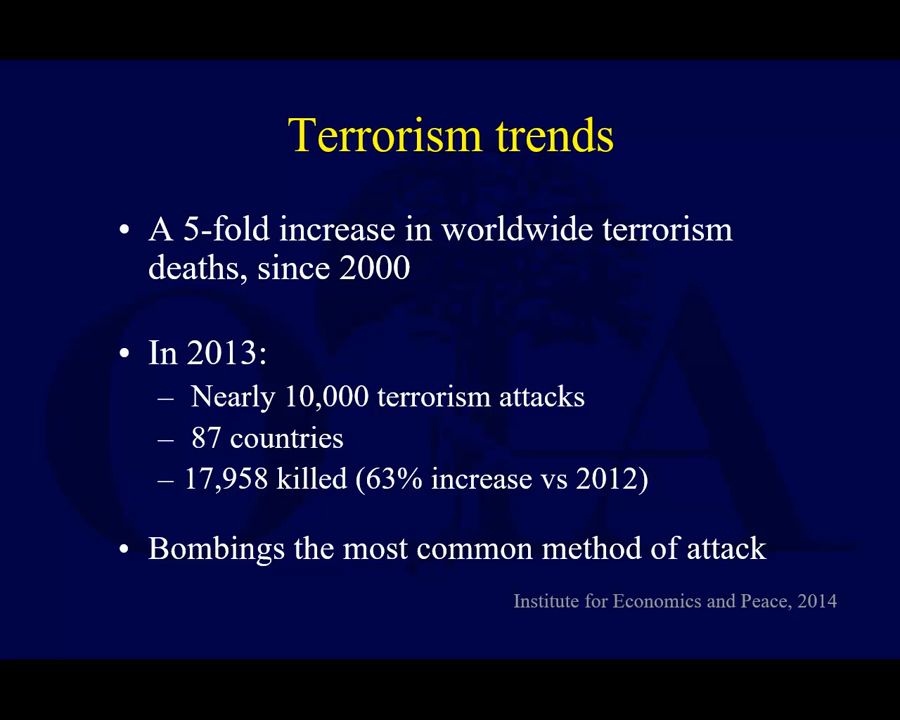 Terrorism trends
• A 5-fold increase in worldwide terrorism
deaths, since 2000
• In 2013:
– Nearly 10,000 terrorism attacks
– 87 countries
– 17,958 killed (63% increase vs 2012)
• Bombings the most common method of attack
Institute for Economics and Peace, 2014
OTA